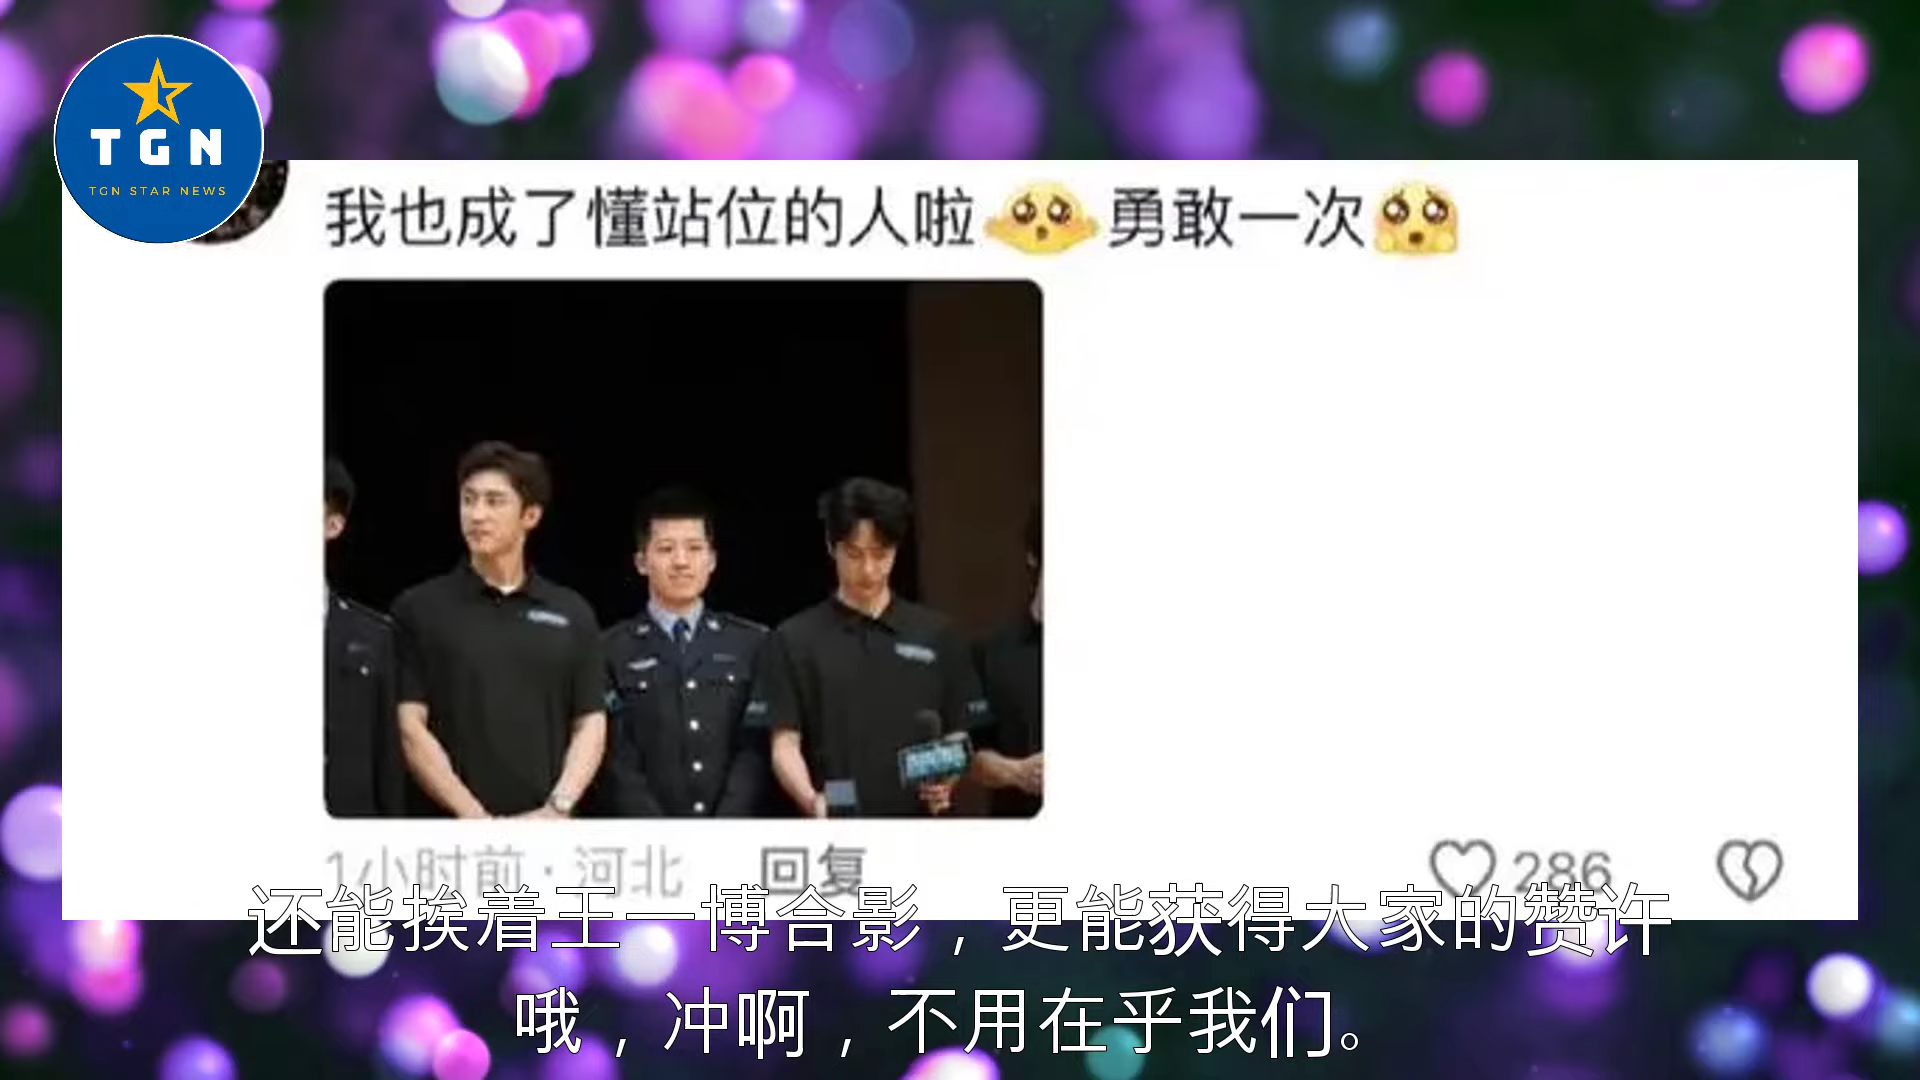 TGN
TGN STAR NEWS
我也成了懂站位的人啦🥺勇敢一次🥺
1小时前·河北 回复 286
还能挨着王一博合影，更能获得大家的赞许
哦，冲啊，不用在乎我们。